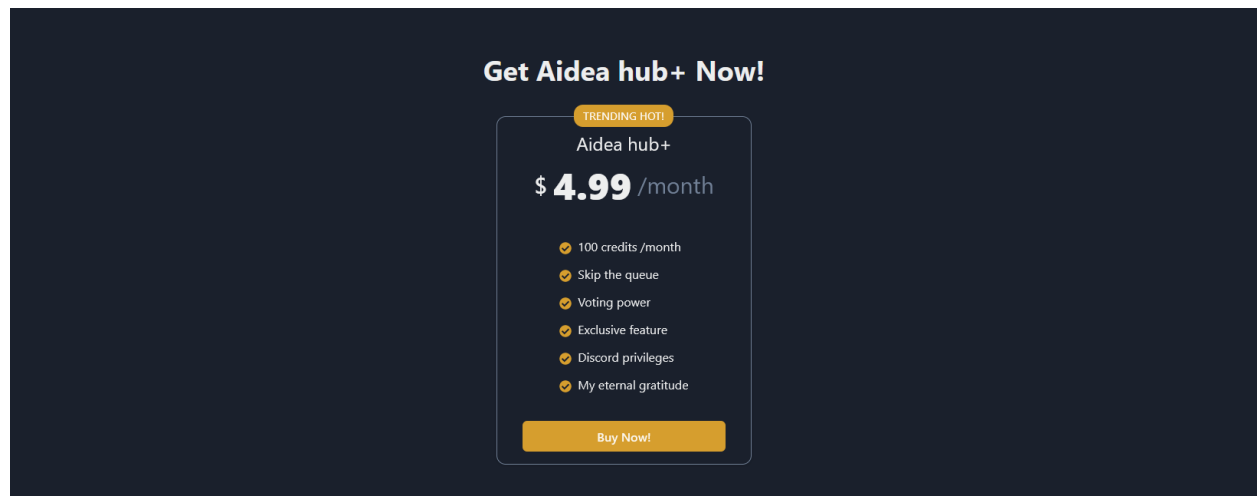 Get Aidea hub+ Now!
TRENDING HOT!
Aidea hub+
$ 4.99 /month
100 credits /month
Skip the queue
Voting power
Exclusive feature
Discord privileges
My eternal gratitude
Buy Now!